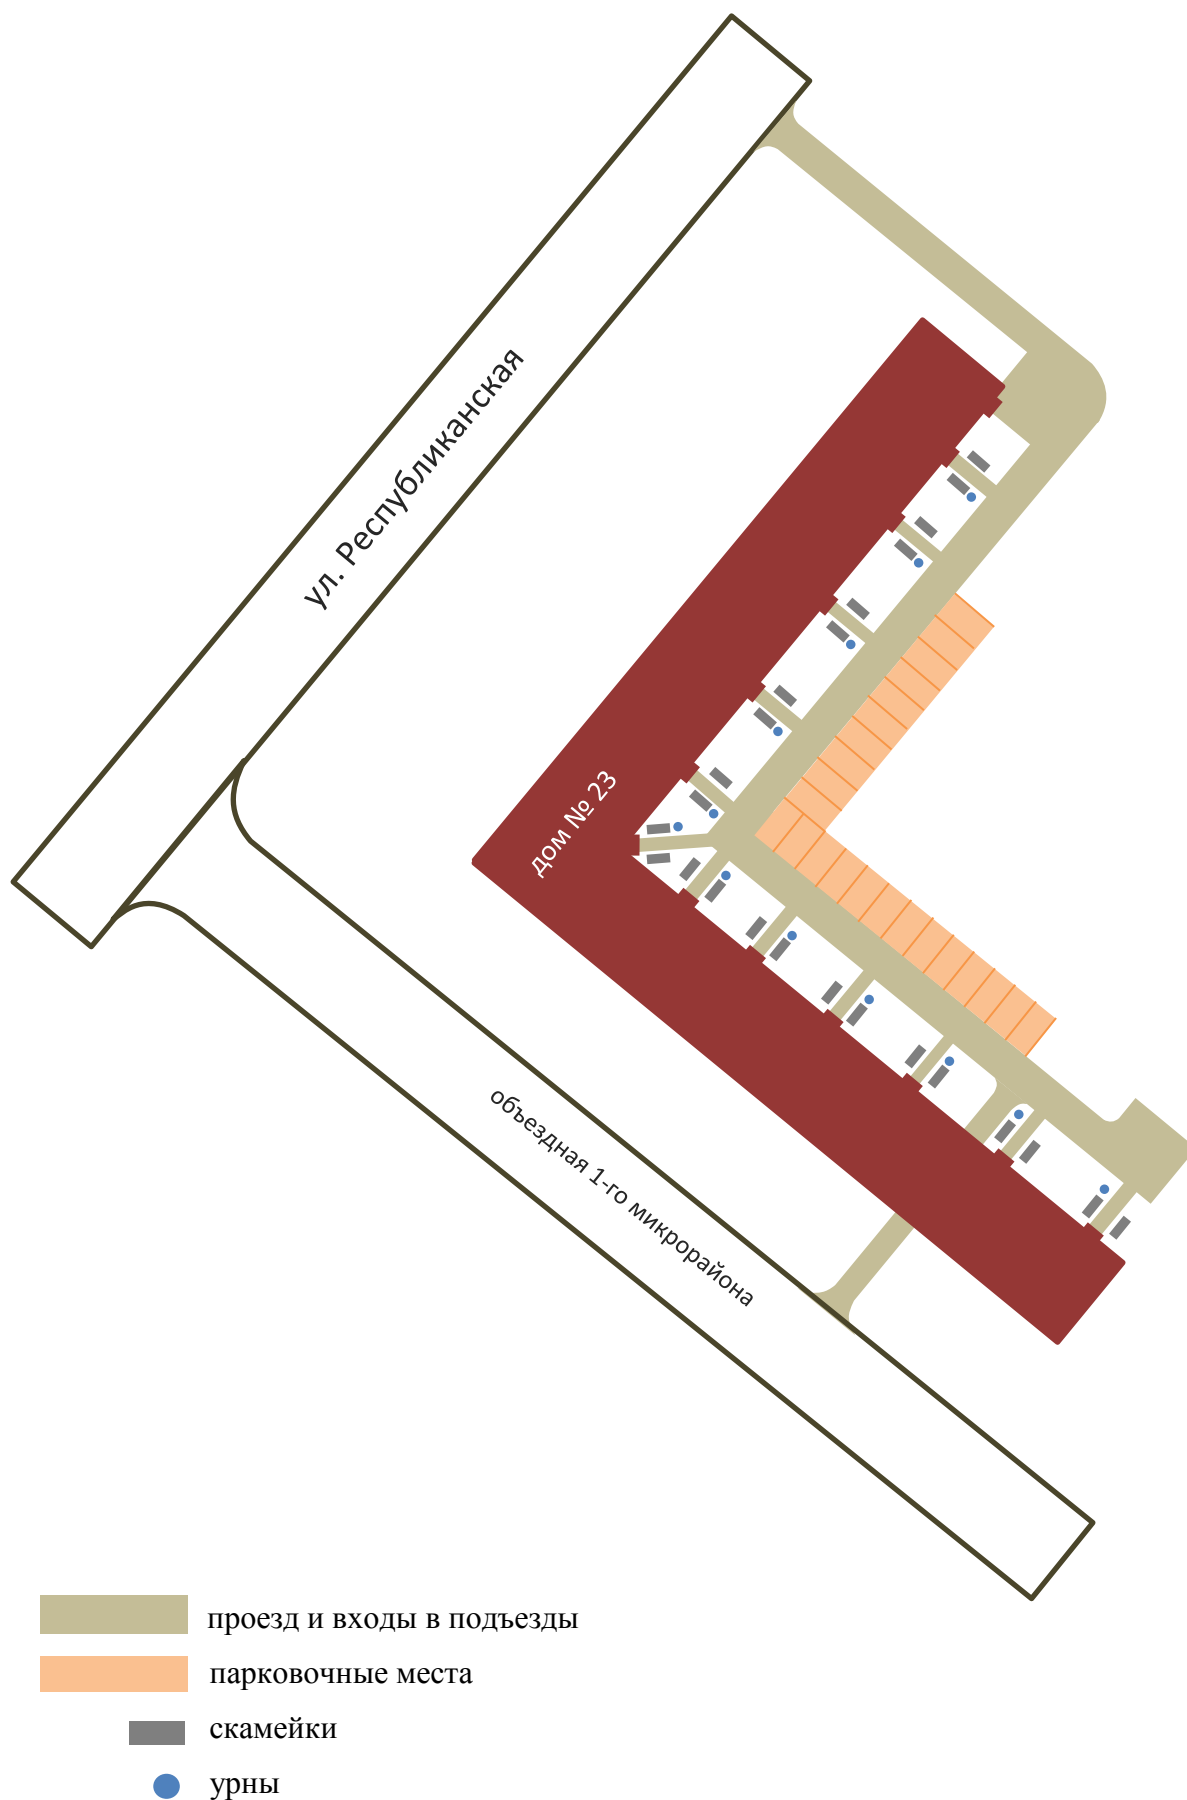 ул. Республиканская
дом № 23
объездная 1-го микрорайона
проезд и входы в подъезды
парковочные места
скамейки
урны